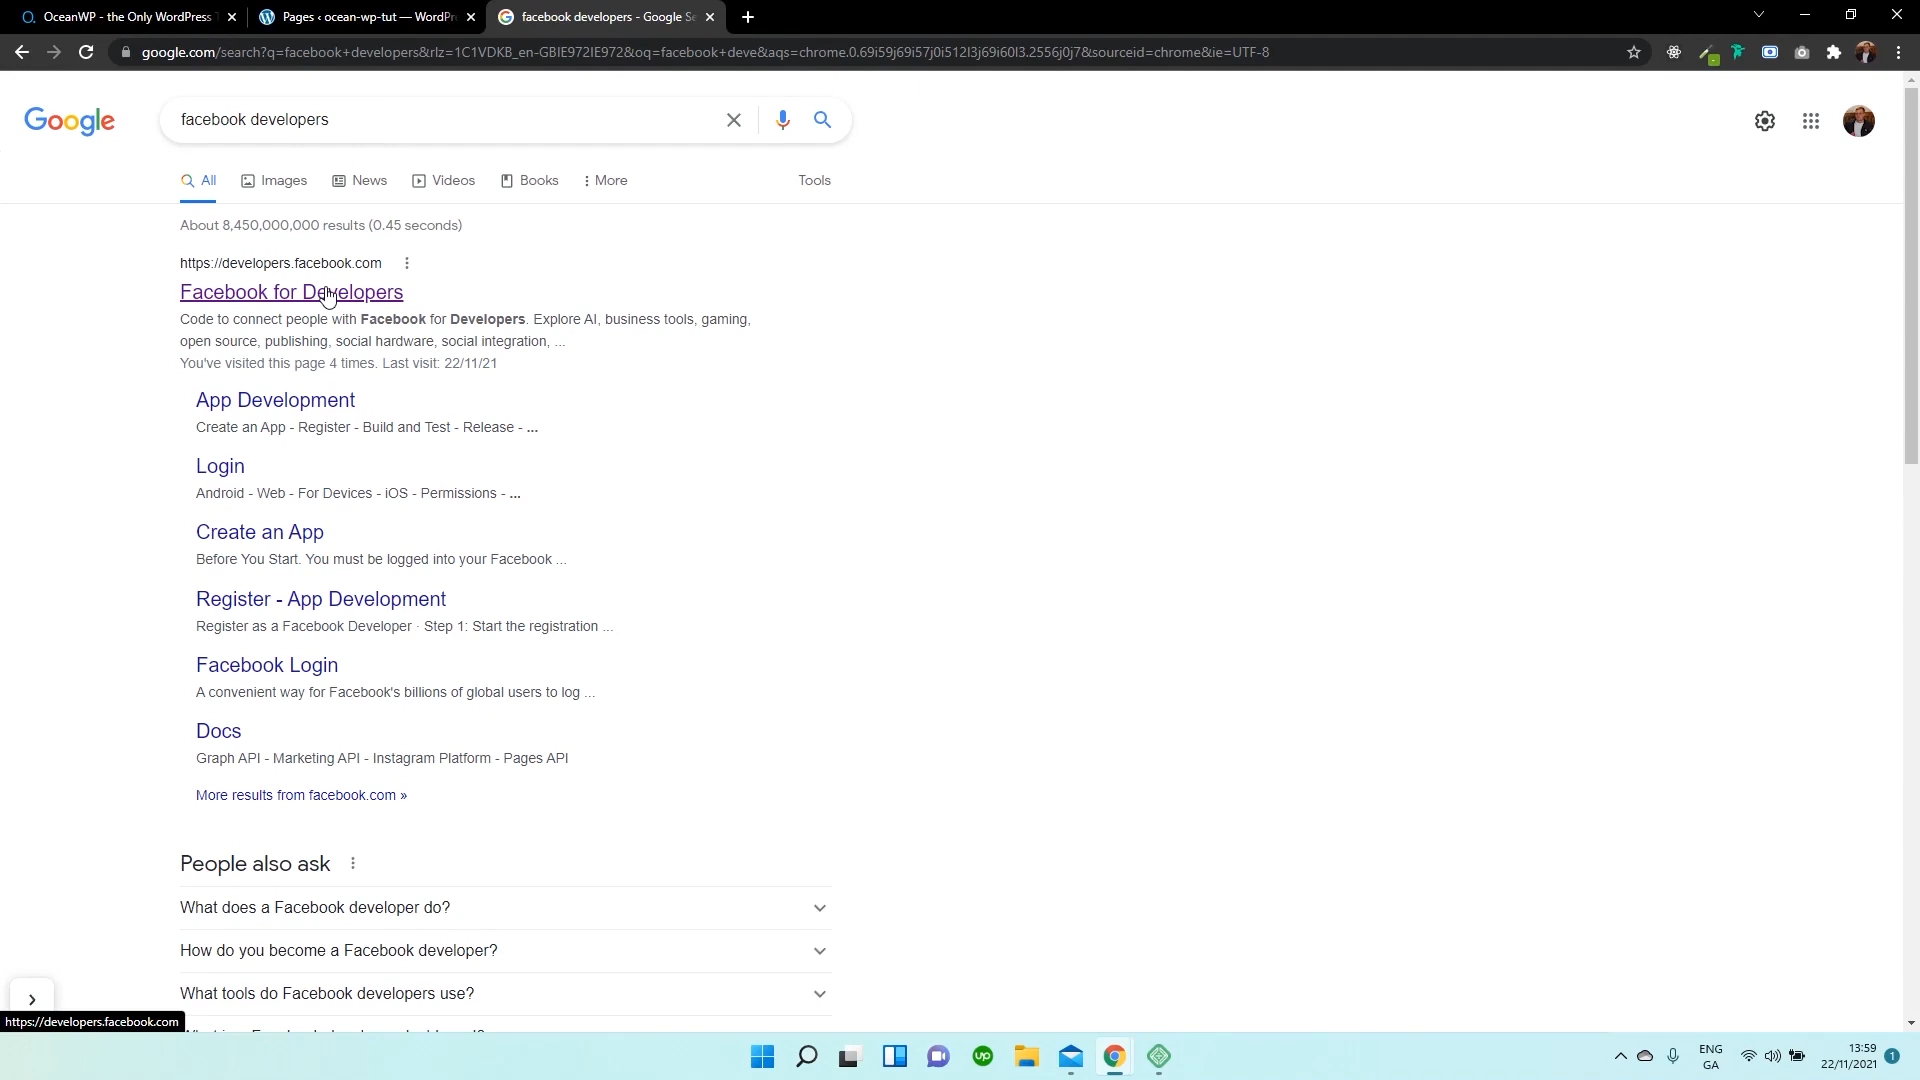 OceanWP - the Only WordPress
Pages ‹ ocean-wp-tut — WordPr
facebook developers - Google Se
google.com/search?q=facebook+developers&rlz=1C1VDKB_en-GBIE972IE972&oq=facebook+deve&aqs=chrome.0.69i59j69i57j0i512l3j69i60l3.2556j0j7&sourceid=chrome&ie=UTF-8
Google
facebook developers
All
Images
News
Videos
Books
More
Tools
About 8,450,000,000 results (0.45 seconds)
https://developers.facebook.com
Facebook for Developers
Code to connect people with Facebook for Developers. Explore AI, business tools, gaming,
open source, publishing, social hardware, social integration, ...
You've visited this page 4 times. Last visit: 22/11/21
App Development
Create an App - Register - Build and Test - Release - ...
Login
Android - Web - For Devices - iOS - Permissions - ...
Create an App
Before You Start. You must be logged into your Facebook ...
Register - App Development
Register as a Facebook Developer · Step 1: Start the registration ...
Facebook Login
A convenient way for Facebook's billions of global users to log ...
Docs
Graph API - Marketing API - Instagram Platform - Pages API
More results from facebook.com »
People also ask
What does a Facebook developer do?
How do you become a Facebook developer?
What tools do Facebook developers use?
https://developers.facebook.com
up
ENG
GA
13:59
22/11/2021
1